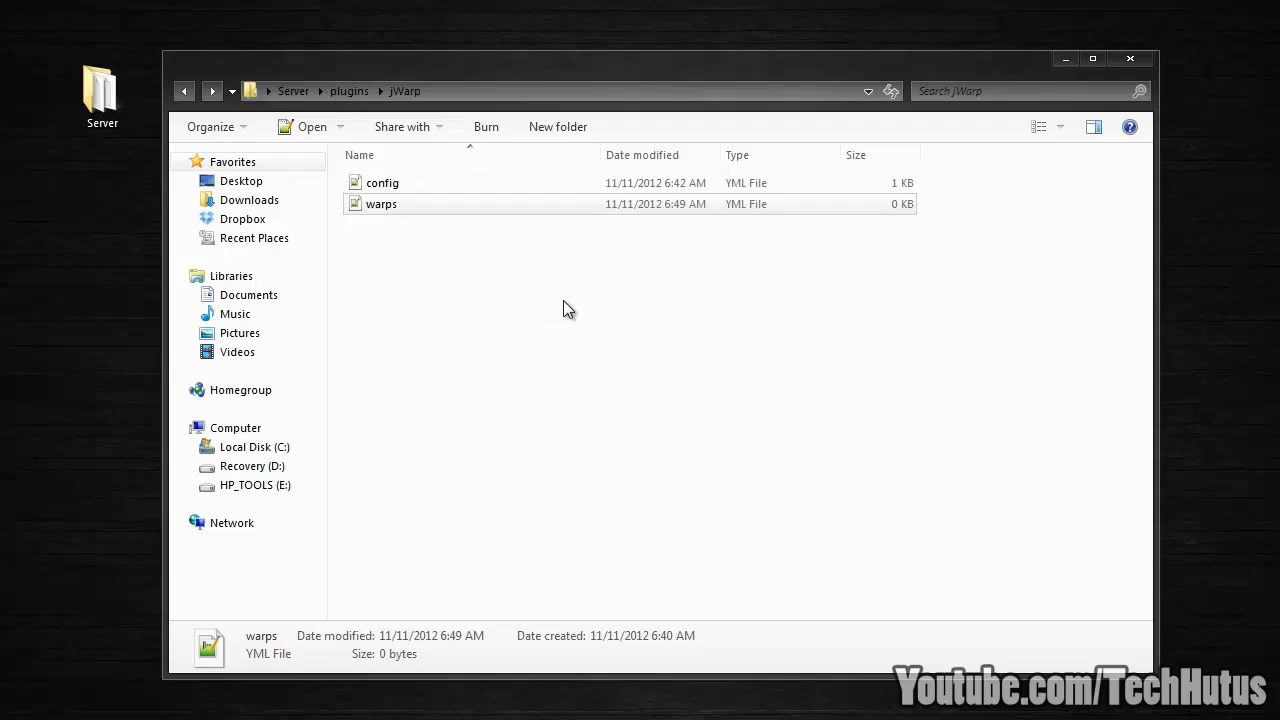 Server
Server plugins jWarp
Search jWarp
Organize Open Share with Burn New folder
Name Date modified Type Size
config 11/11/2012 6:42 AM YML File 1 KB
warps 11/11/2012 6:49 AM YML File 0 KB
Favorites
Desktop
Downloads
Dropbox
Recent Places
Libraries
Documents
Music
Pictures
Videos
Homegroup
Computer
Local Disk (C:)
Recovery (D:)
HP_TOOLS (E:)
Network
warps Date modified: 11/11/2012 6:49 AM Date created: 11/11/2012 6:40 AM
YML File Size: 0 bytes
Youtube.com/TechHutus